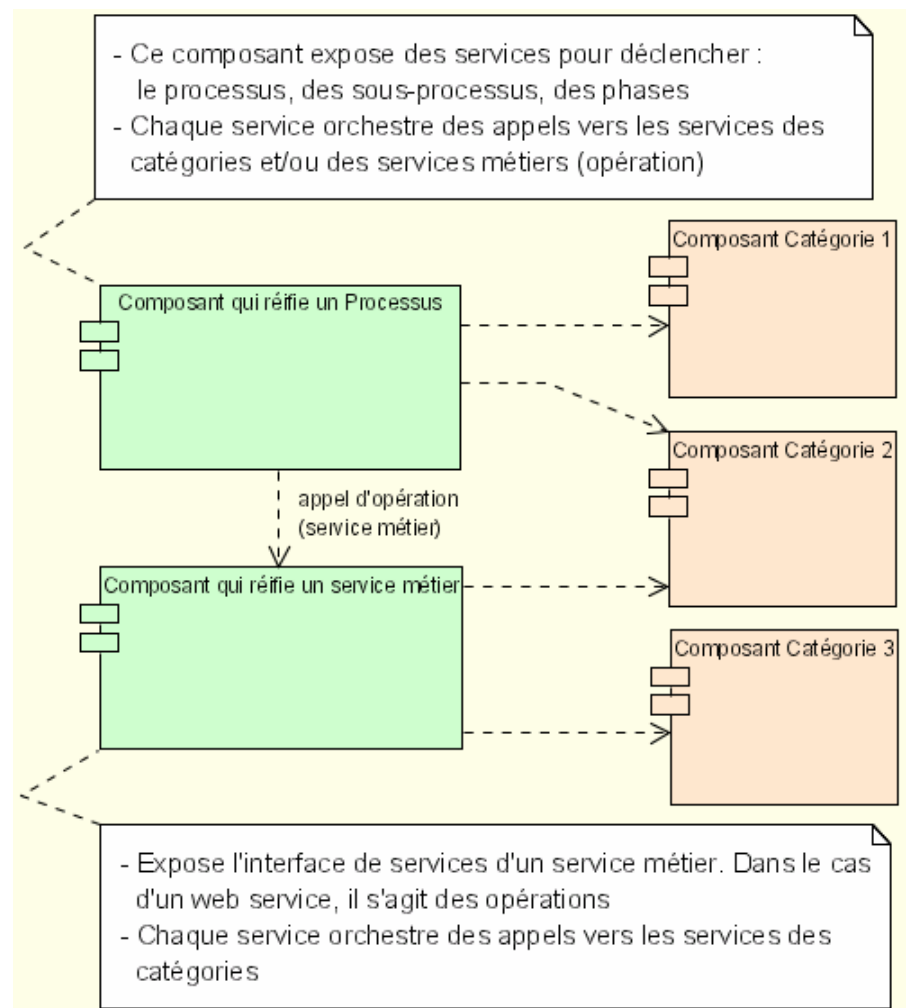 - Ce composant expose des services pour déclencher :
le processus, des sous-processus, des phases
- Chaque service orchestre des appels vers les services des
catégories et/ou des services métiers (opération)
Composant Catégorie 1
Composant qui réifie un Processus
Composant Catégorie 2
appel d'opération
(service métier)
Composant qui réifie un service métier
Composant Catégorie 3
- Expose l'interface de services d'un service métier. Dans le cas
d'un web service, il s'agit des opérations
- Chaque service orchestre des appels vers les services des
catégories